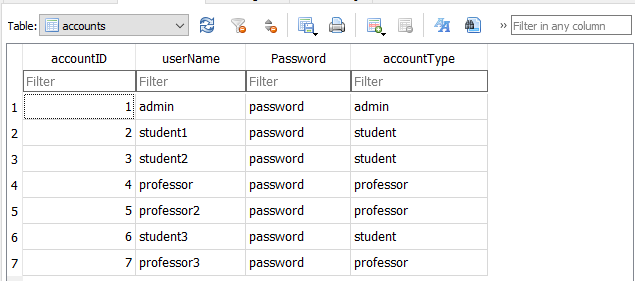 Table: accounts » Filter in any column
accountID userName Password accountType
Filter Filter Filter Filter
1 1 admin password admin
2 2 student1 password student
3 3 student2 password student
4 4 professor password professor
5 5 professor2 password professor
6 6 student3 password student
7 7 professor3 password professor